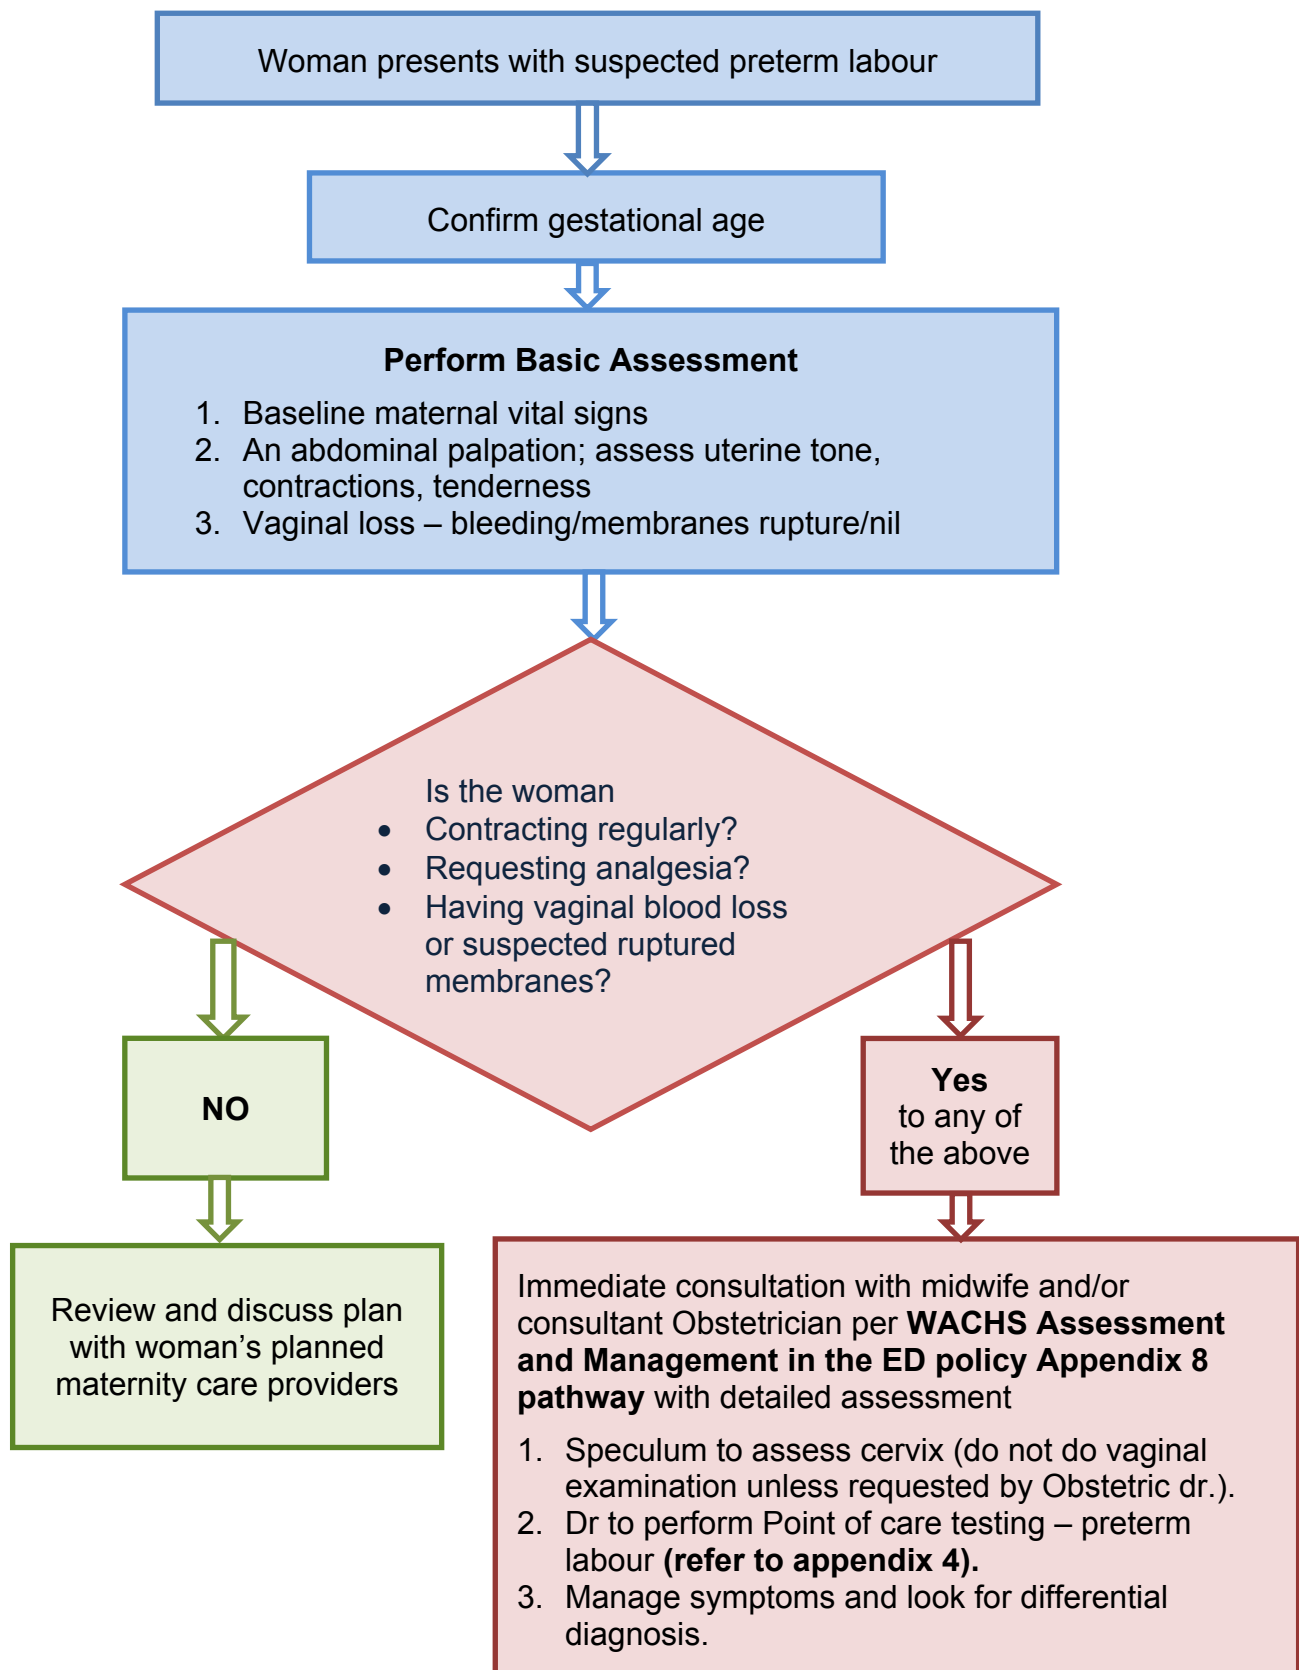 Woman presents with suspected preterm labour
Confirm gestational age
Perform Basic Assessment
1. Baseline maternal vital signs
2. An abdominal palpation; assess uterine tone,
contractions, tenderness
3. Vaginal loss – bleeding/membranes rupture/nil
Is the woman
• Contracting regularly?
• Requesting analgesia?
• Having vaginal blood loss
or suspected ruptured
membranes?
NO
Yes
to any of
the above
Review and discuss plan
with woman's planned
maternity care providers
Immediate consultation with midwife and/or
consultant Obstetrician per WACHS Assessment
and Management in the ED policy Appendix 8
pathway with detailed assessment
1. Speculum to assess cervix (do not do vaginal
examination unless requested by Obstetric dr.).
2. Dr to perform Point of care testing – preterm
labour (refer to appendix 4).
3. Manage symptoms and look for differential
diagnosis.